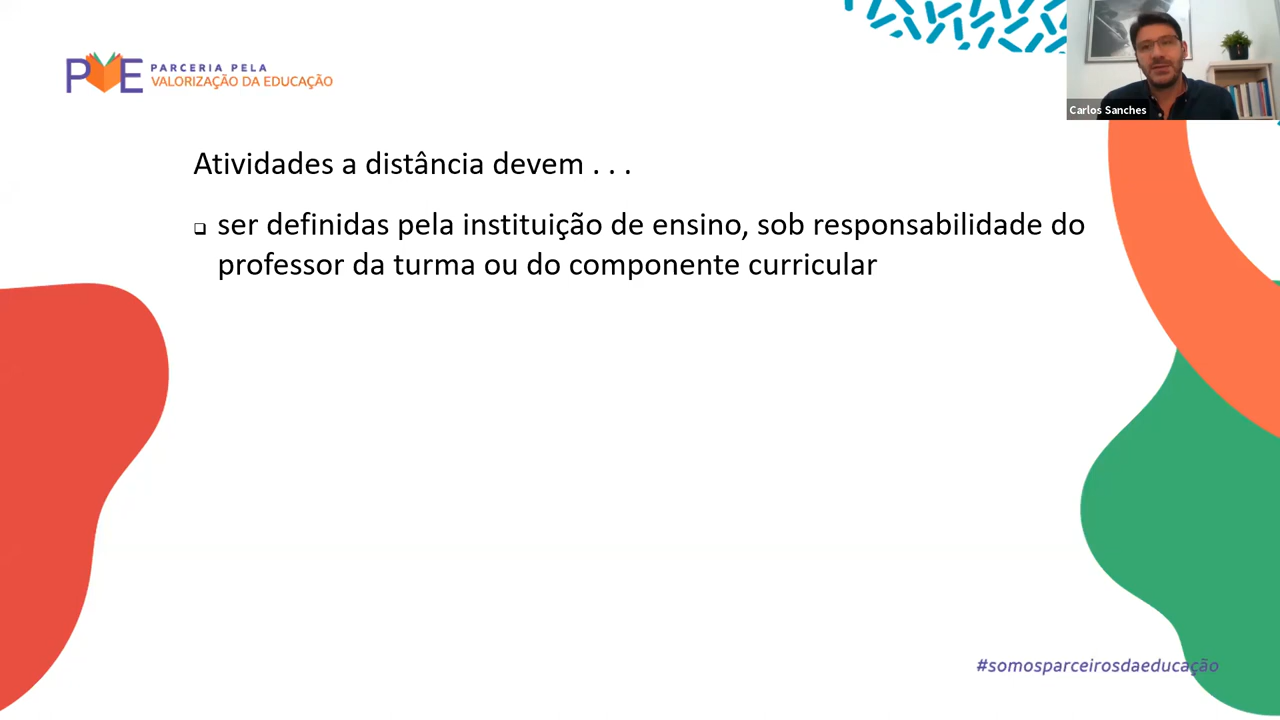 PVE PARCERIA PELA
VALORIZAÇÃO DA EDUCAÇÃO
Carlos Sanches
Atividades a distância devem . . .
ser definidas pela instituição de ensino, sob responsabilidade do
professor da turma ou do componente curricular
#somosparceirosdaeducação